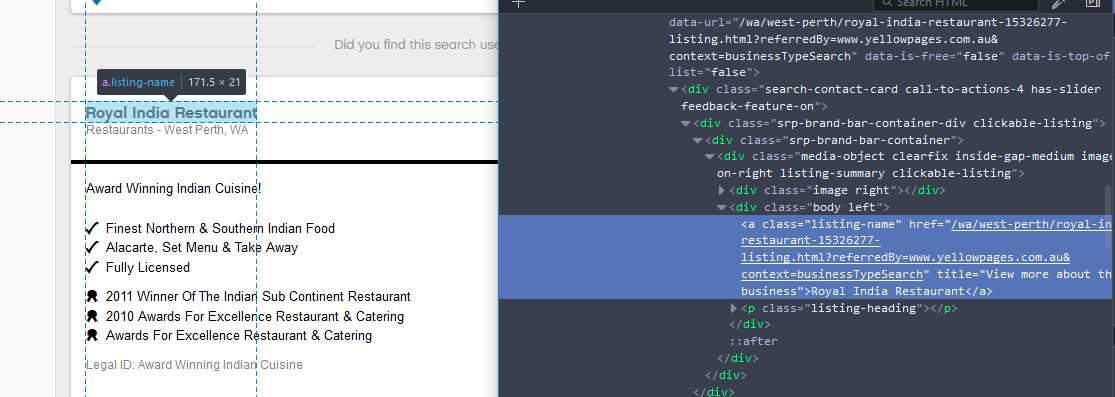 Did you find this search use
a.listing-name | 171.5 × 21
Royal India Restaurant
Restaurants - West Perth, WA
Award Winning Indian Cuisine!
Finest Northern & Southern Indian Food
Alacarte, Set Menu & Take Away
Fully Licensed
2011 Winner Of The Indian Sub Continent Restaurant
2010 Awards For Excellence Restaurant & Catering
Awards For Excellence Restaurant & Catering
Legal ID: Award Winning Indian Cuisine
Search HTML
data-url="/wa/west-perth/royal-india-restaurant-15326277-
listing.html?referredBy=www.yellowpages.com.au&
context=businessTypeSearch" data-is-free="false" data-is-top-of
list="false">
<div class="search-contact-card call-to-actions-4 has-slider
feedback-feature-on">
<div class="srp-brand-bar-container-div clickable-listing">
<div class="srp-brand-bar-container">
<div class="media-object clearfix inside-gap-medium imag
on-right listing-summary clickable-listing">
<div class="image right"></div>
<div class="body left">
<a class="listing-name" href="/wa/west-perth/royal-in
restaurant-15326277-
listing.html?referredBy=www.yellowpages.com.au&
context=businessTypeSearch" title="View more about th
business">Royal India Restaurant</a>
<p class="listing-heading"></p>
</div>
::after
</div>
</div>
</div>